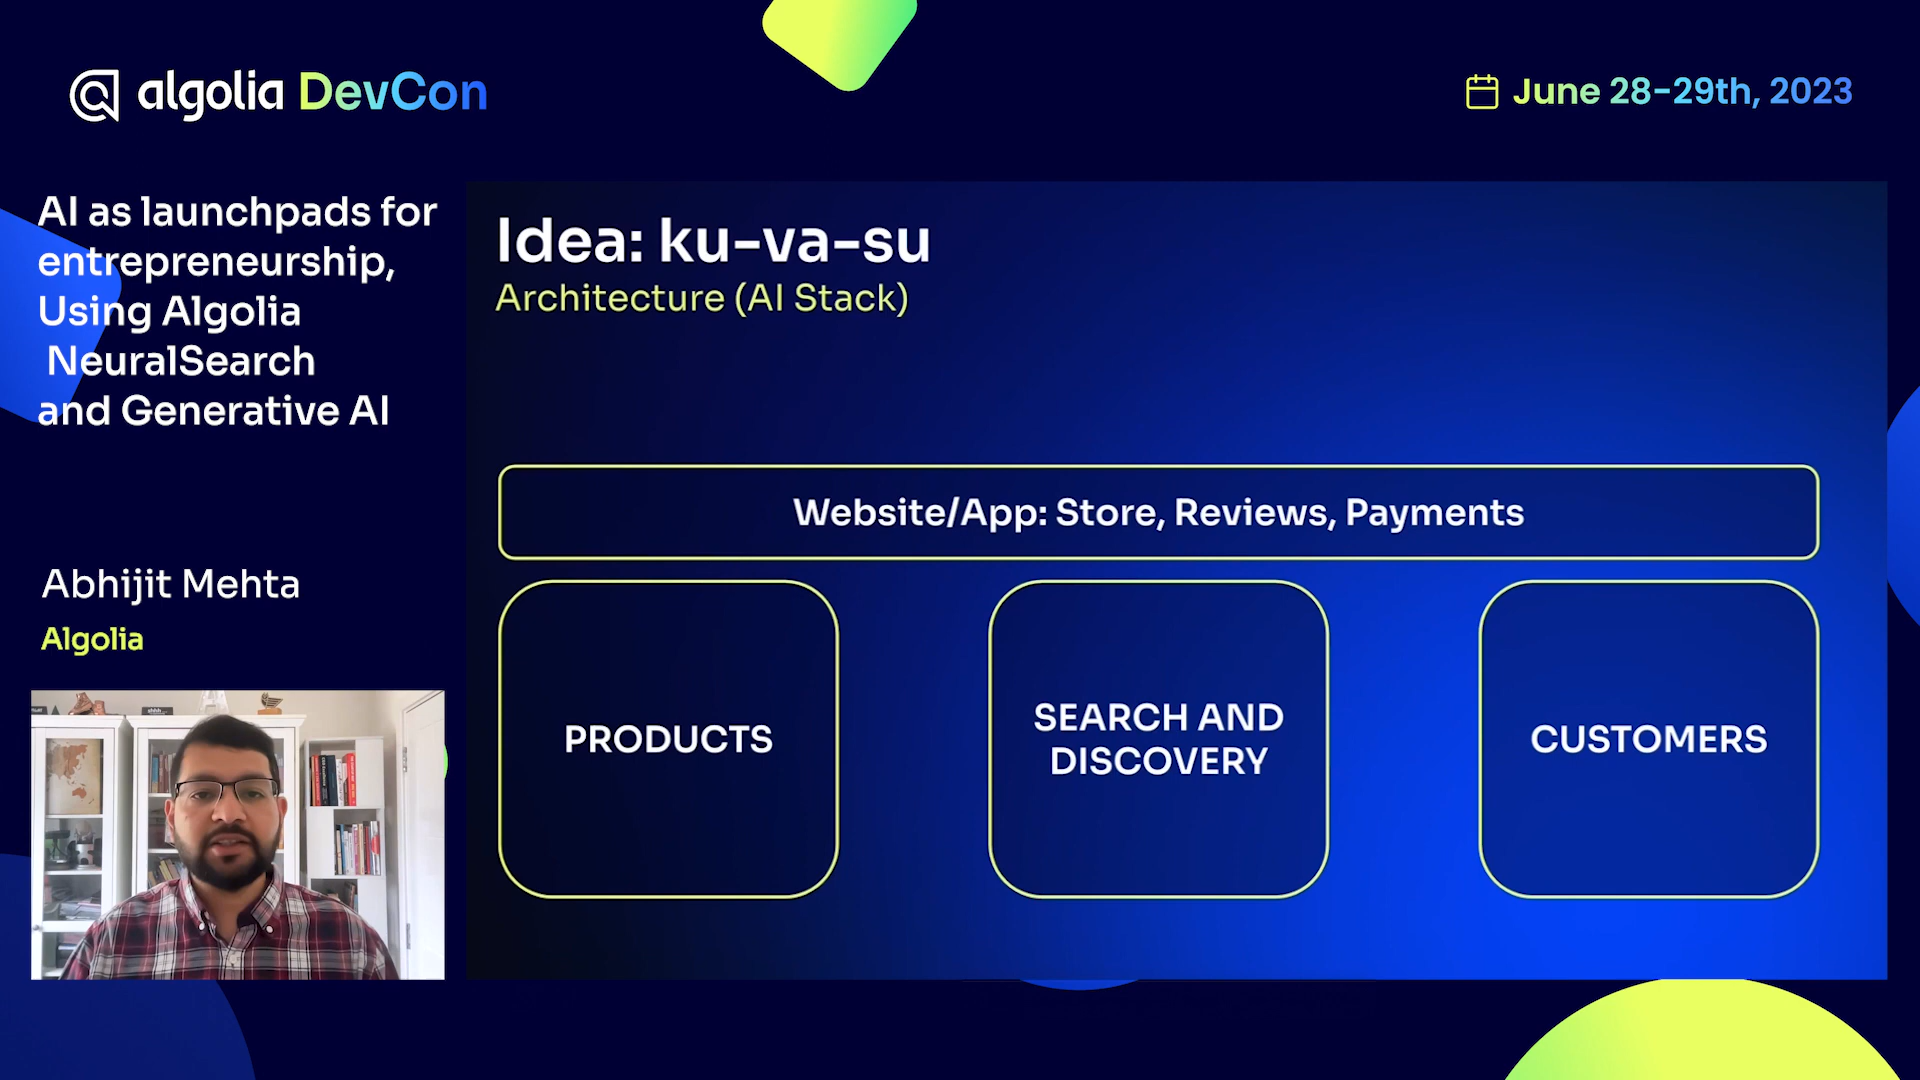 algolia DevCon
June 28-29th, 2023
AI as launchpads for
entrepreneurship,
Using Algolia
NeuralSearch
and Generative AI
Abhijit Mehta
Algolia
Idea: ku-va-su
Architecture (AI Stack)
Website/App: Store, Reviews, Payments
PRODUCTS
SEARCH AND
DISCOVERY
CUSTOMERS